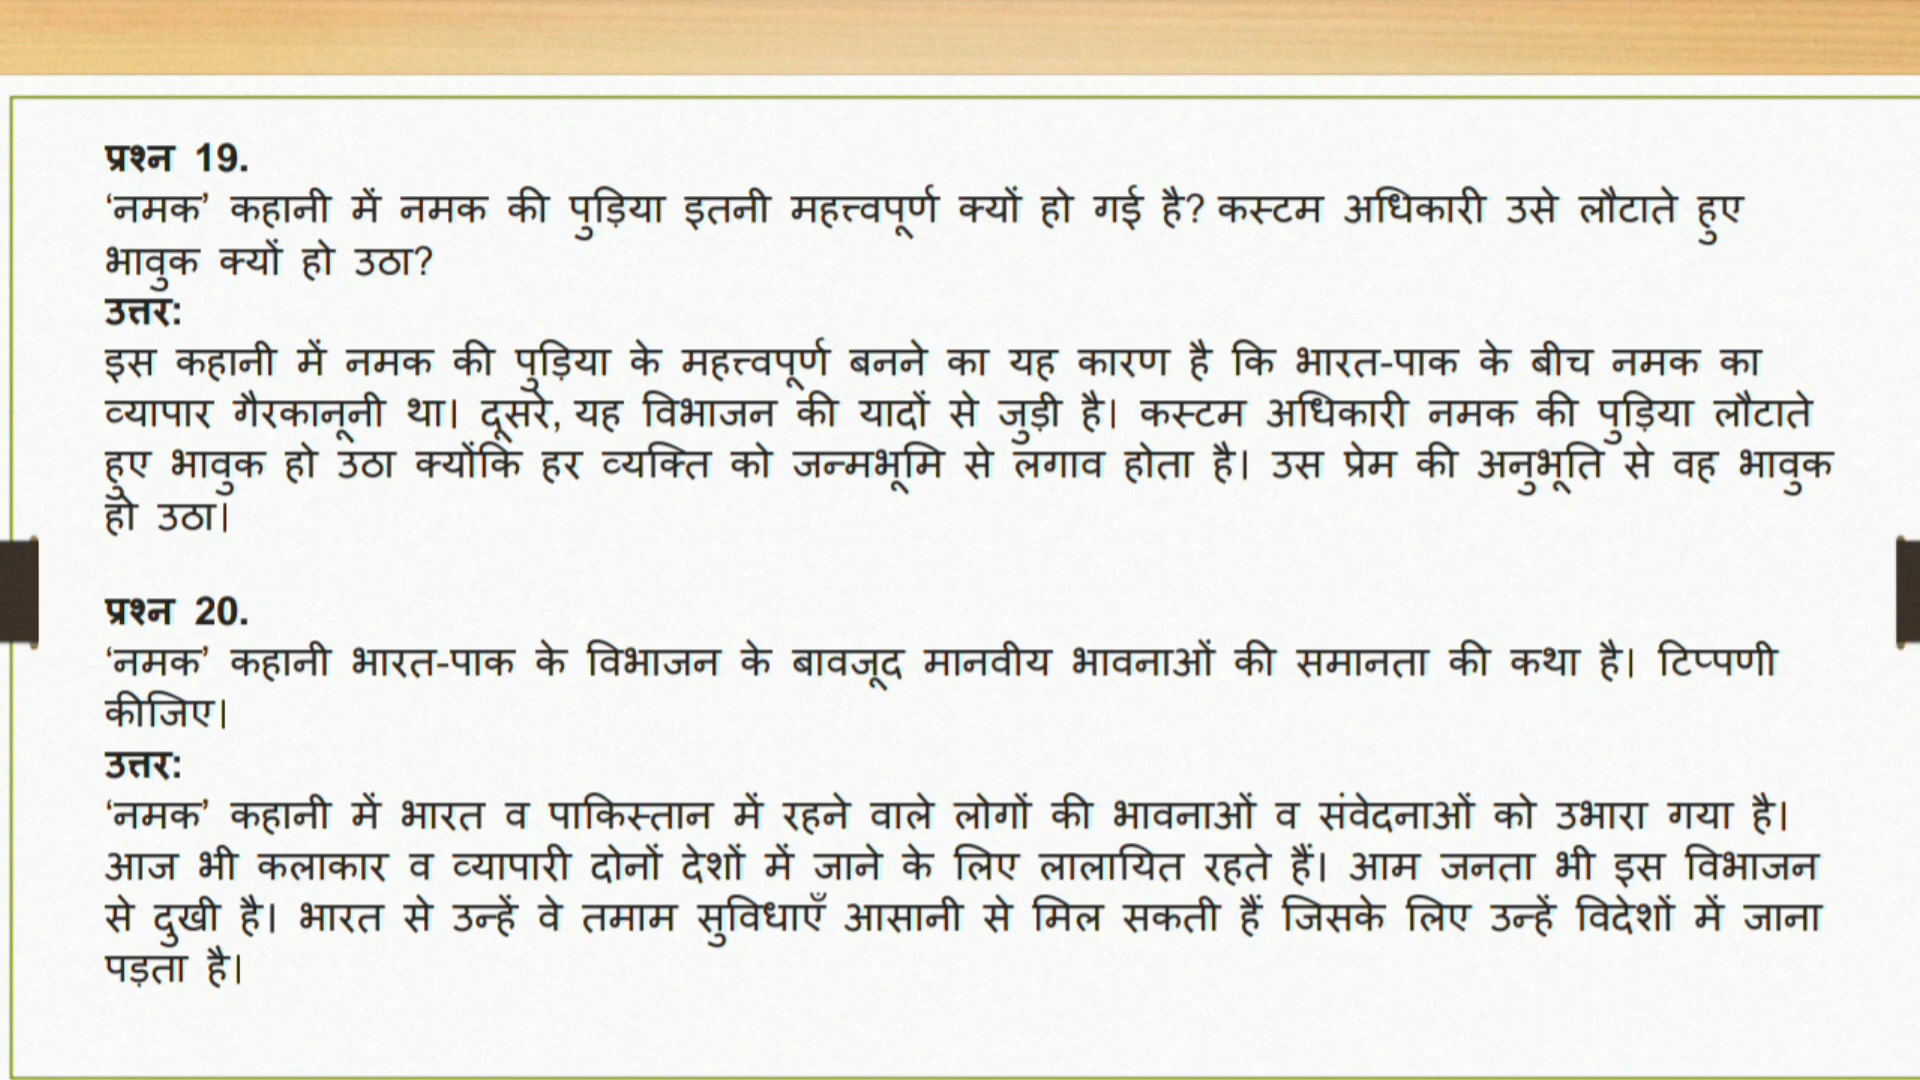 प्रश्न 19.
‘नमक’ कहानी में नमक की पुड़िया इतनी महत्त्वपूर्ण क्यों हो गई है? कस्टम अधिकारी उसे लौटाते हुए
भावुक क्यों हो उठा?
उत्तर:
इस कहानी में नमक की पुड़िया के महत्त्वपूर्ण बनने का यह कारण है कि भारत-पाक के बीच नमक का
व्यापार गैरकानूनी था। दूसरे, यह विभाजन की यादों से जुड़ी है। कस्टम अधिकारी नमक की पुड़िया लौटाते
हुए भावुक हो उठा क्योंकि हर व्यक्ति को जन्मभूमि से लगाव होता है। उस प्रेम की अनुभूति से वह भावुक
हो उठा।
प्रश्न 20.
‘नमक’ कहानी भारत-पाक के विभाजन के बावजूद मानवीय भावनाओं की समानता की कथा है। टिप्पणी
कीजिए।
उत्तर:
‘नमक’ कहानी में भारत व पाकिस्तान में रहने वाले लोगों की भावनाओं व संवेदनाओं को उभारा गया है।
आज भी कलाकार व व्यापारी दोनों देशों में जाने के लिए लालायित रहते हैं। आम जनता भी इस विभाजन
से दुखी है। भारत से उन्हें वे तमाम सुविधाएँ आसानी से मिल सकती हैं जिसके लिए उन्हें विदेशों में जाना
पड़ता है।